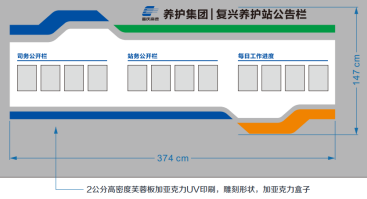 养护集团|复兴养护站公告栏
司务公开栏
站务公开栏
每日工作进度
147 cm
374 cm
2公分高密度芙蓉板加亚克力UV印刷，雕刻形状，加亚克力盒子